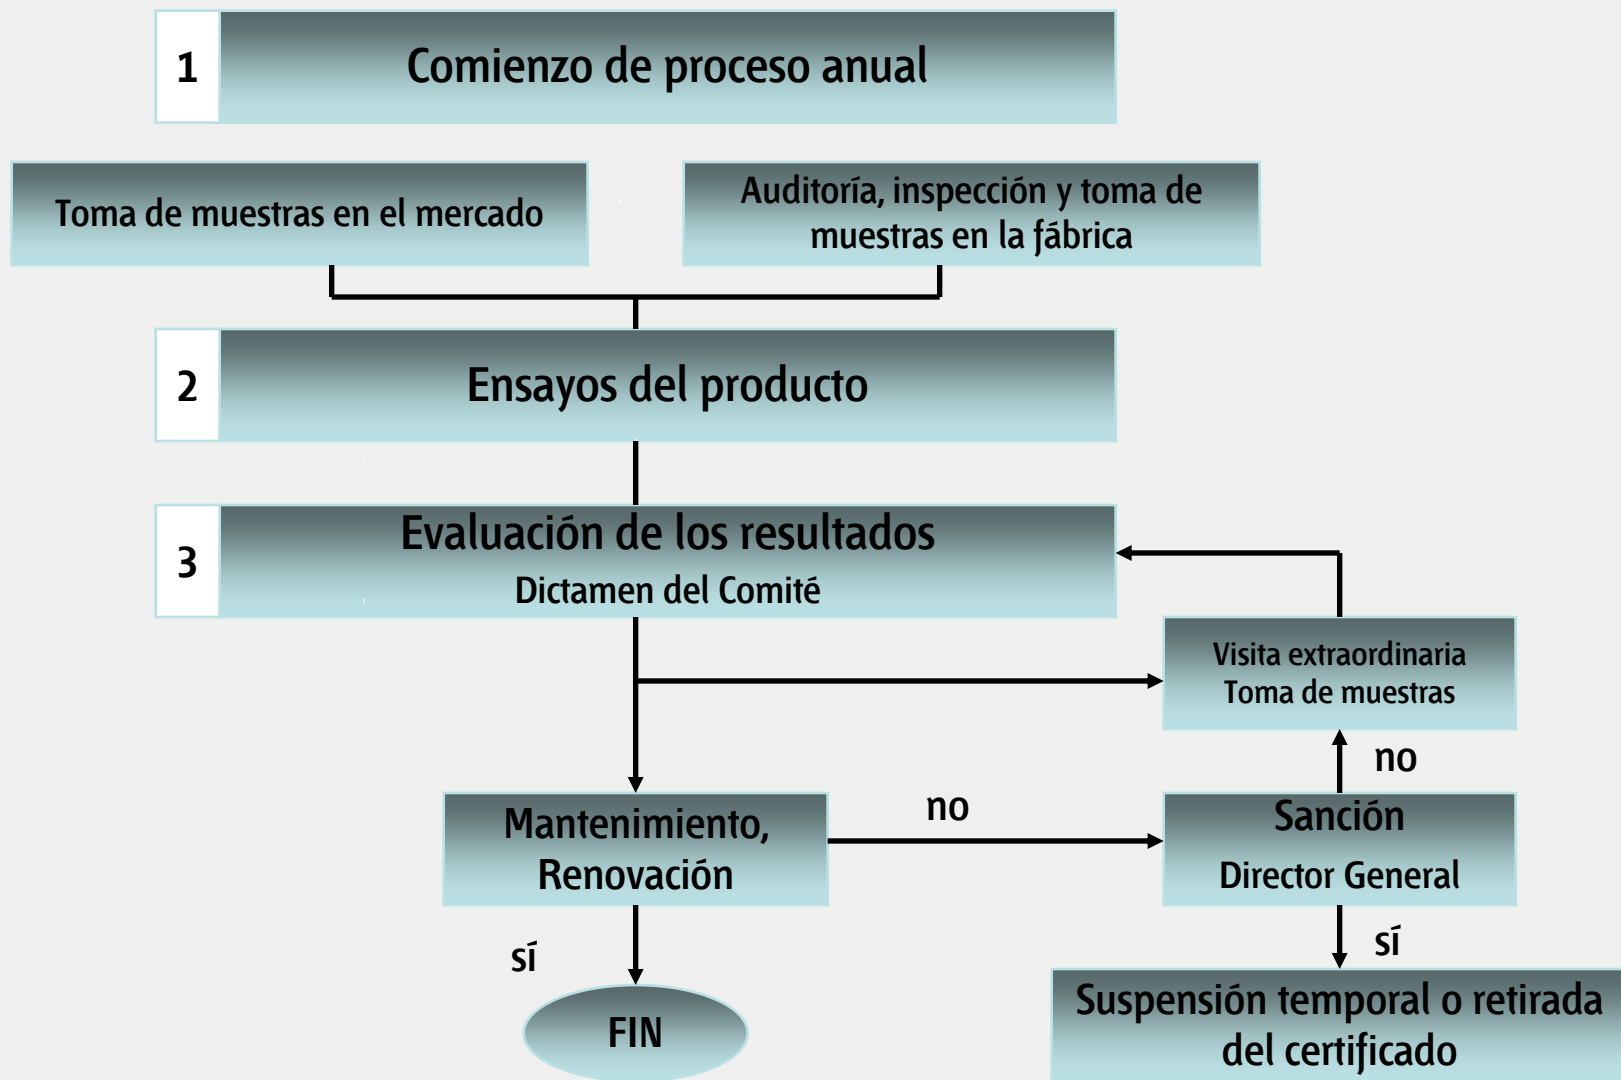 1
Comienzo de proceso anual
Toma de muestras en el mercado
Auditoría, inspección y toma de
muestras en la fábrica
2
Ensayos del producto
3
Evaluación de los resultados
Dictamen del Comité
Visita extraordinaria
Toma de muestras
no
Mantenimiento,
Renovación
no
Sanción
Director General
sí
sí
FIN
Suspensión temporal o retirada
del certificado